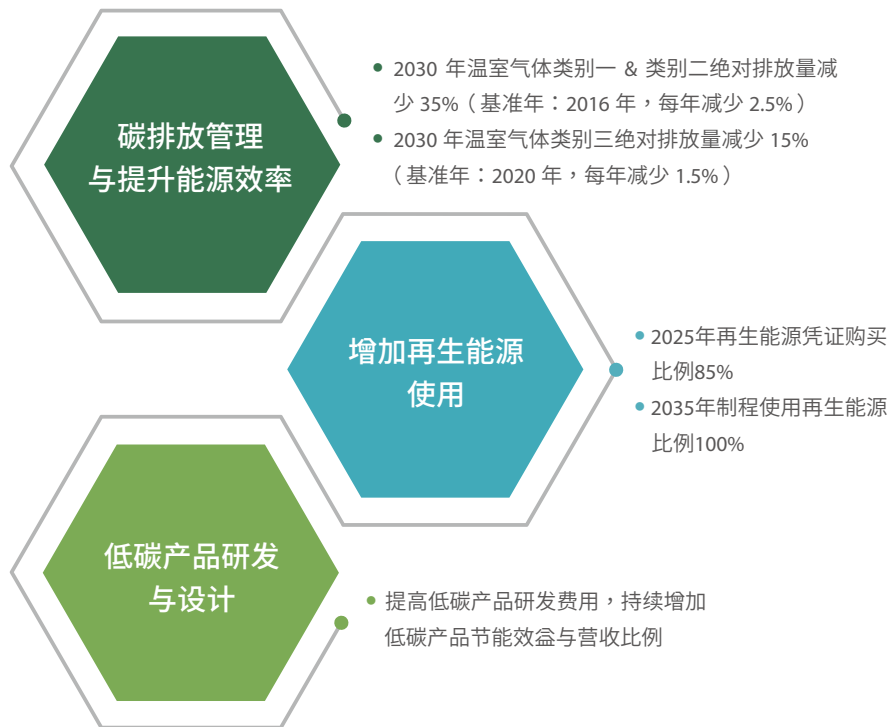 碳排放管理
与提升能源效率
• 2030 年温室气体类别一 & 类别二绝对排放量减
少 35%（基准年：2016 年，每年减少 2.5%）
• 2030 年温室气体类别三绝对排放量减少 15%
（基准年：2020 年，每年减少 1.5%）
增加再生能源
使用
• 2025年再生能源凭证购买
比例85%
• 2035年制程使用再生能源
比例100%
低碳产品研发
与设计
• 提高低碳产品研发费用，持续增加
低碳产品节能效益与营收比例